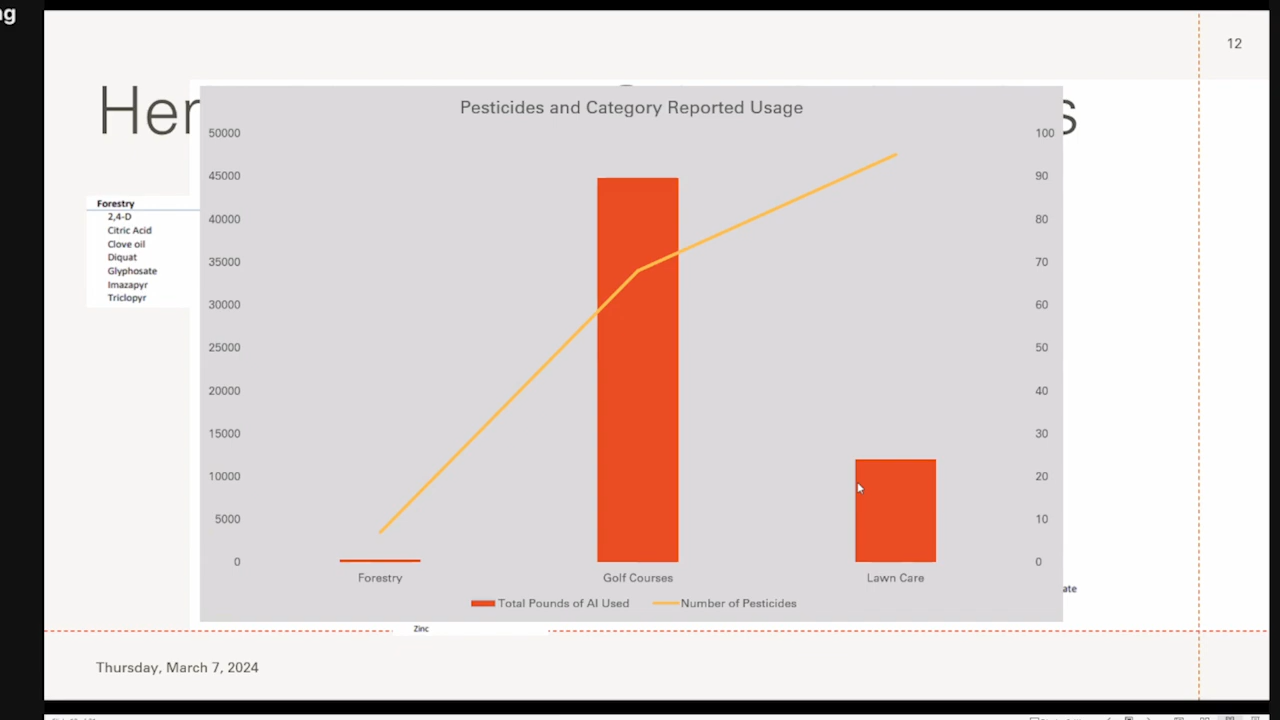 ng
12
Her
s
Pesticides and Category Reported Usage
50000
45000
40000
35000
30000
25000
20000
15000
10000
5000
0
100
90
80
70
60
50
40
30
20
10
0
Forestry
2,4-D
Citric Acid
Clove oil
Diquat
Glyphosate
Imazapyr
Triclopyr
Forestry Golf Courses Lawn Care
Total Pounds of AI Used Number of Pesticides
ate
Zinc
Thursday, March 7, 2024